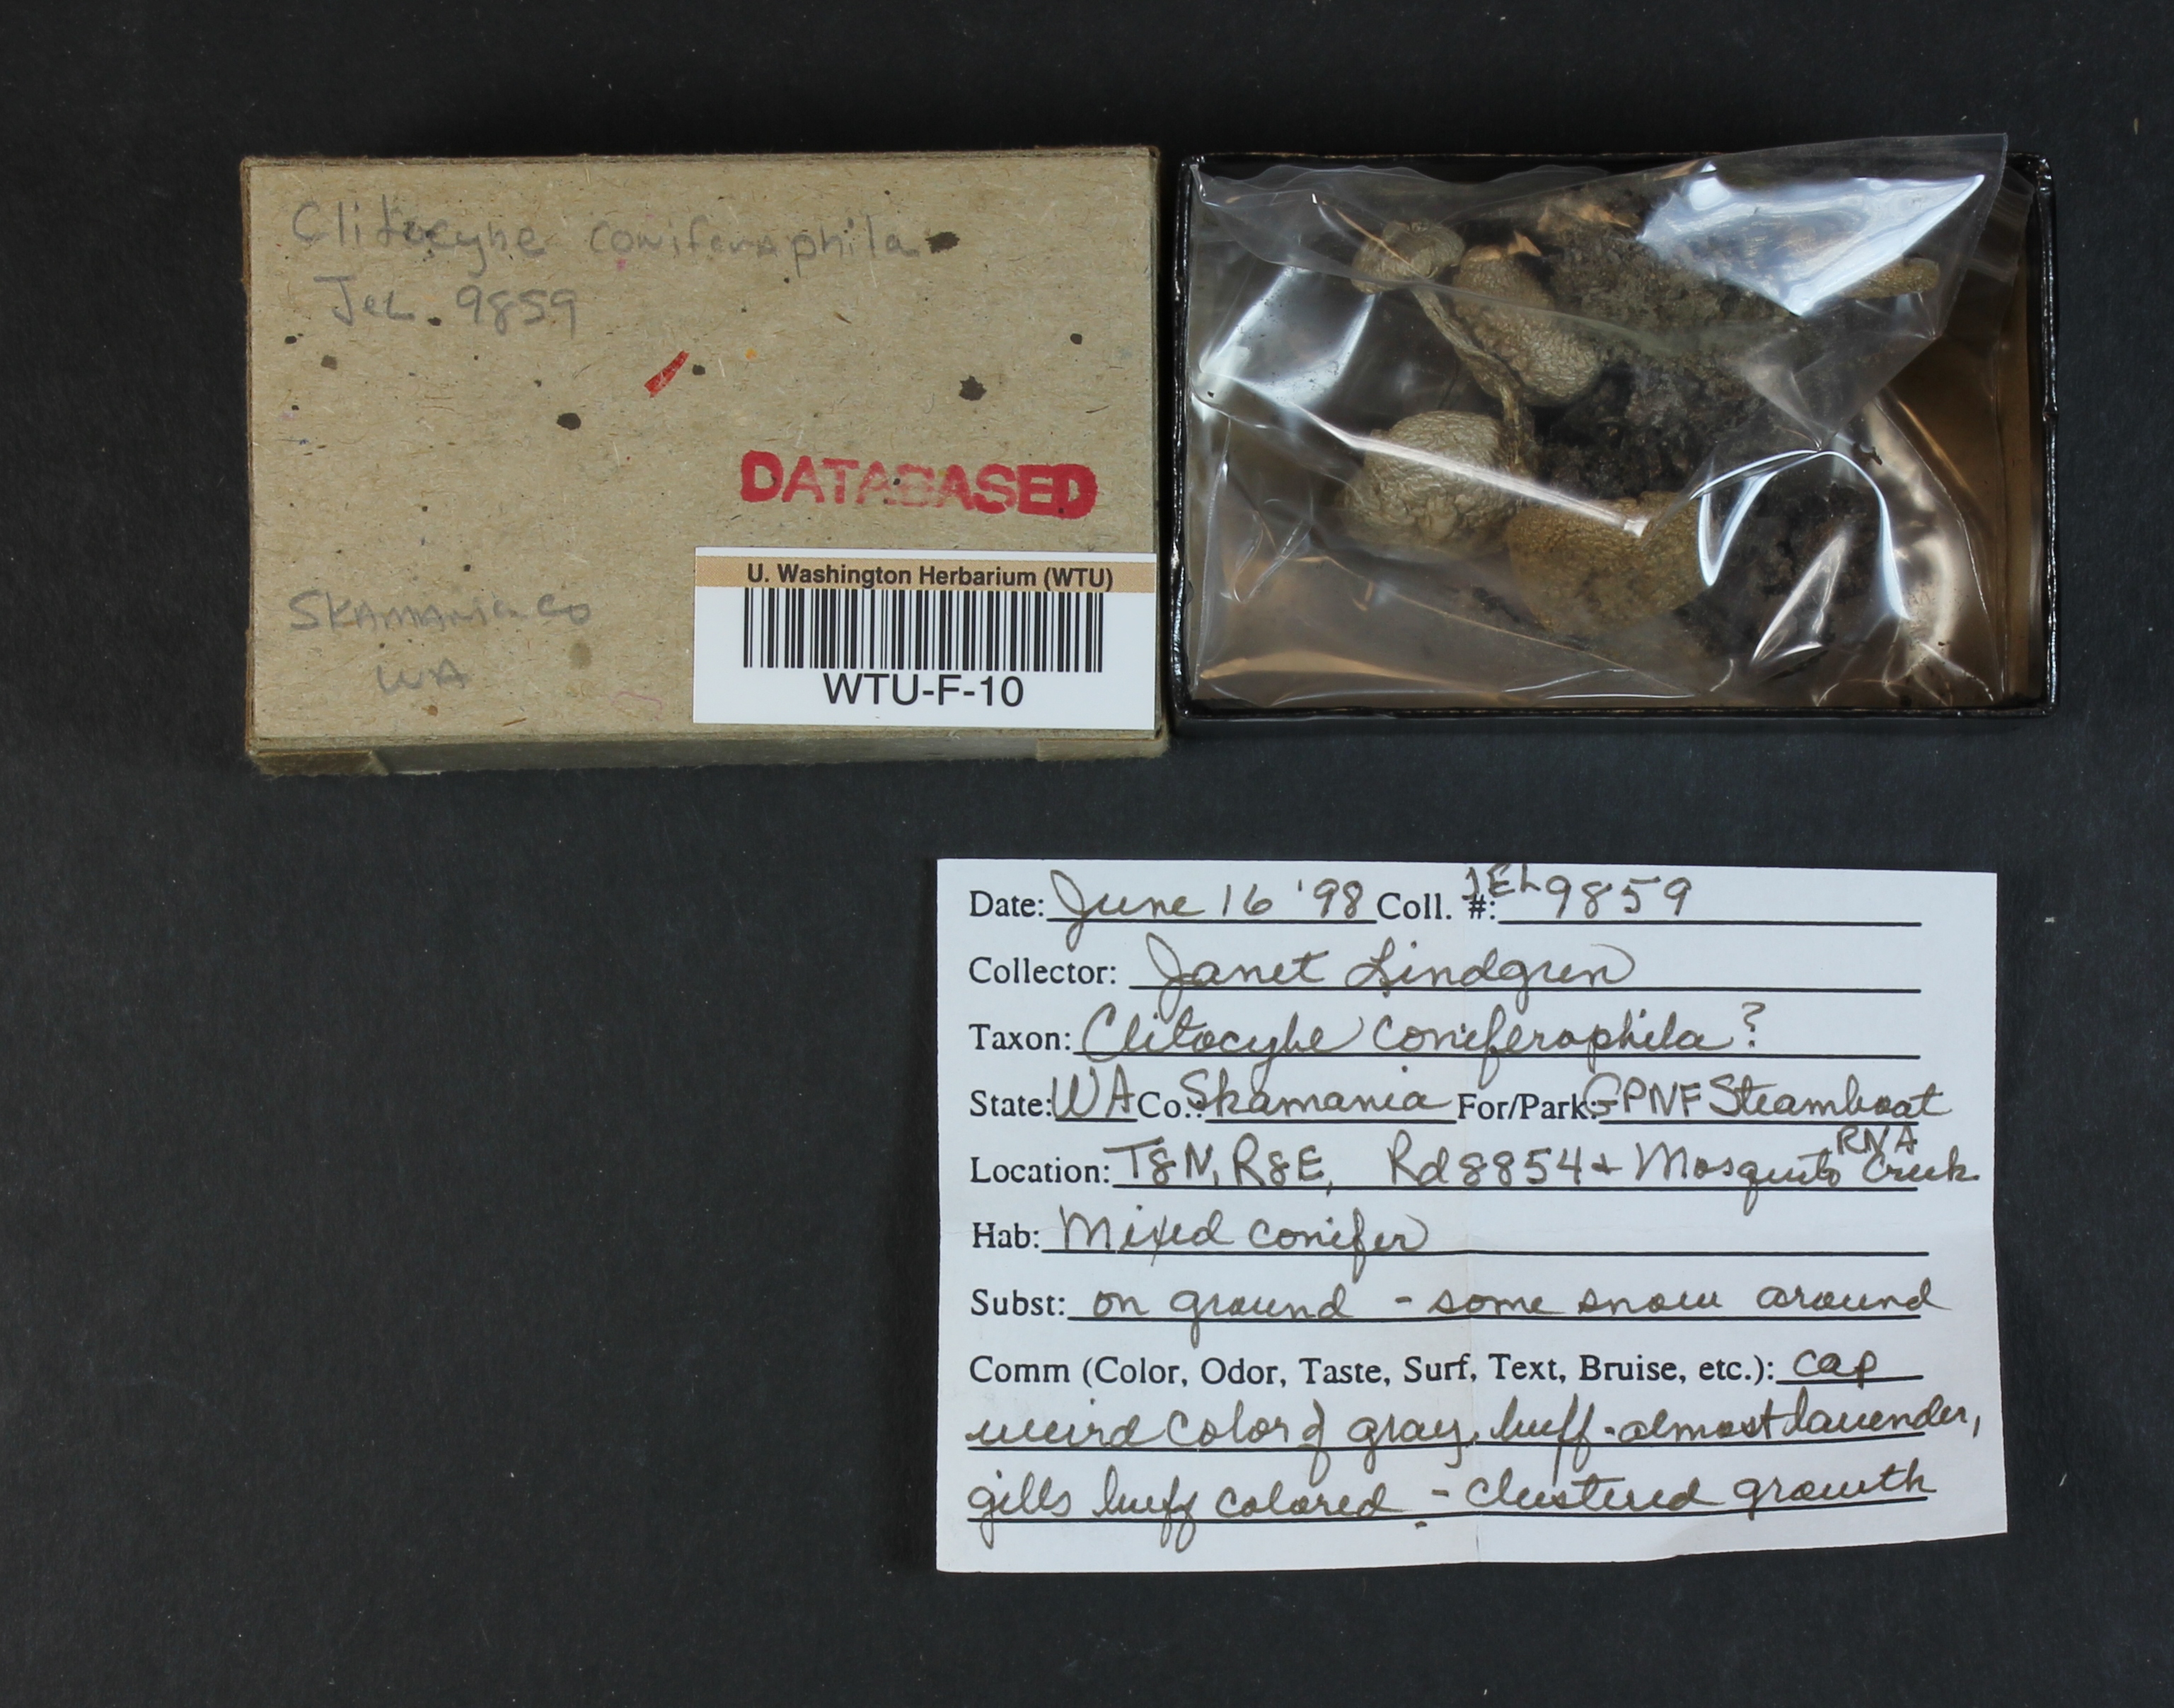 Clitocybe coniferophila
JeL. 9859
DATABASED
U. Washington Herbarium (WTU)
WTU-F-10
Skamania Co
WA
Date: June 16 '98 Coll. #: JEL 9859
Collector: Janet Lindgren
Taxon: Clitocybe coniferophila?
State: WA Co.: Skamania For/Park: GPNF Steamboat
RNA
Location: T8N, R8E, Rd 8854 + Mosquito Creek
Hab: Mixed conifer
Subst: on ground - some snow around
Comm (Color, Odor, Taste, Surf, Text, Bruise, etc.): cap
weird color of gray, buff - almost lavender,
gills buff colored - clustered growth